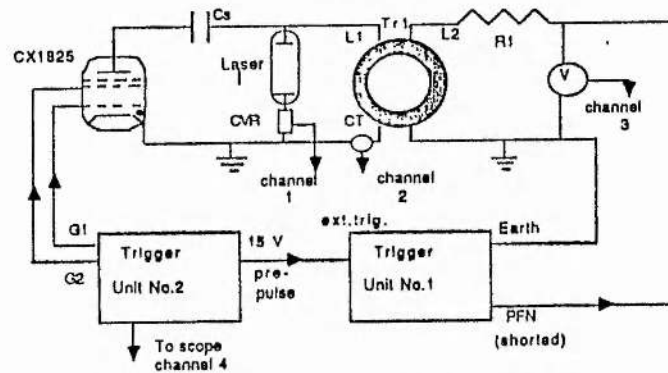 Cs
Tr1
CX1825
L1
L2
R1
Laser
V
channel
3
CVR
CT
channel
1
channel
2
G1
ext.trig.
Earth
Trigger
15 V
Trigger
G2
Unit No.2
pre-
pulse
Unit No.1
PFN
(shorted)
To scope
channel 4